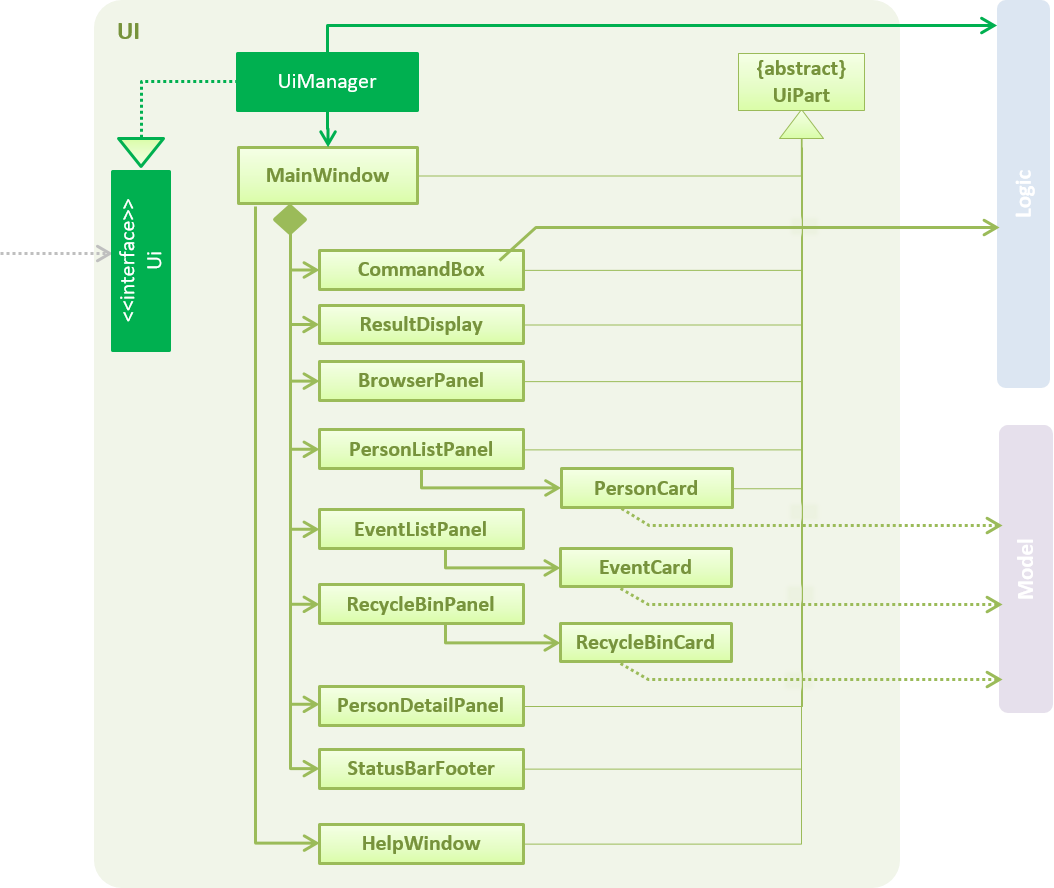 UI
UiManager
{abstract}
UiPart
MainWindow
Logic
<<interface>>
Ui
CommandBox
ResultDisplay
BrowserPanel
PersonListPanel
PersonCard
EventListPanel
EventCard
Model
RecycleBinPanel
RecycleBinCard
PersonDetailPanel
StatusBarFooter
HelpWindow